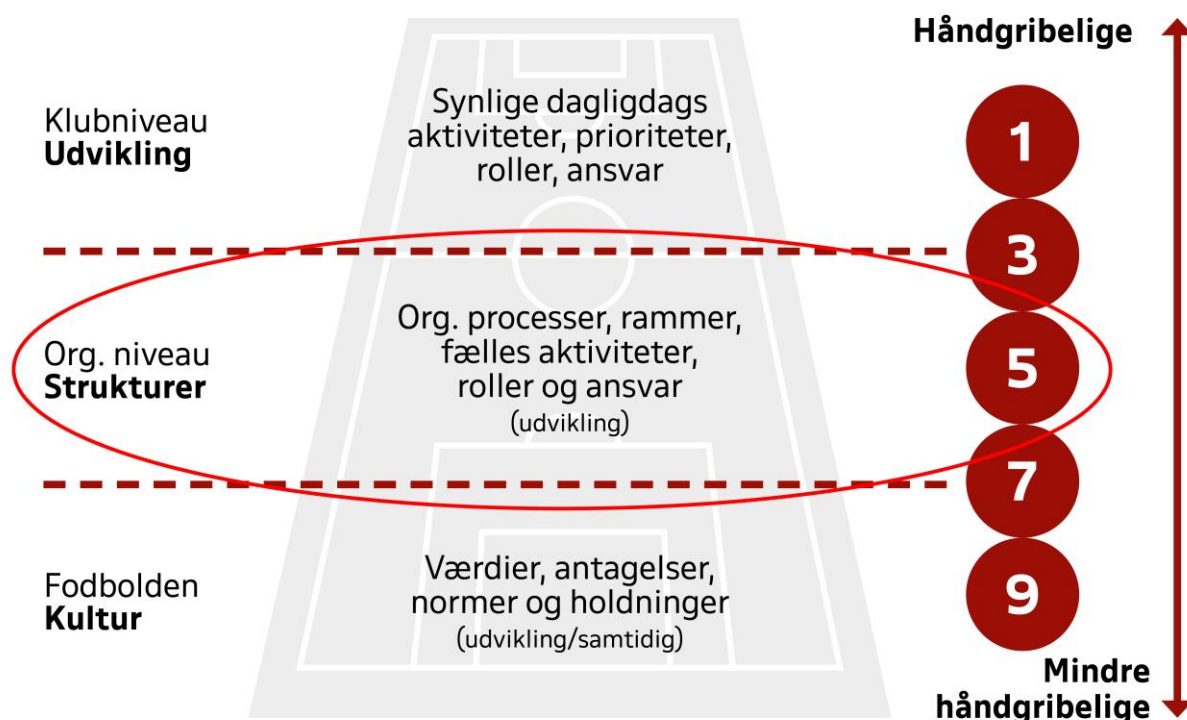 Håndgribelige
Klubniveau
Udvikling
Synlige dagligdags
aktiviteter, prioriteter,
roller, ansvar
1
3
Org. niveau
Strukturer
Org. processer, rammer,
fælles aktiviteter,
roller og ansvar
(udvikling)
5
7
Fodbolden
Kultur
Værdier, antagelser,
normer og holdninger
(udvikling/samtidig)
9
Mindre
håndgribelige